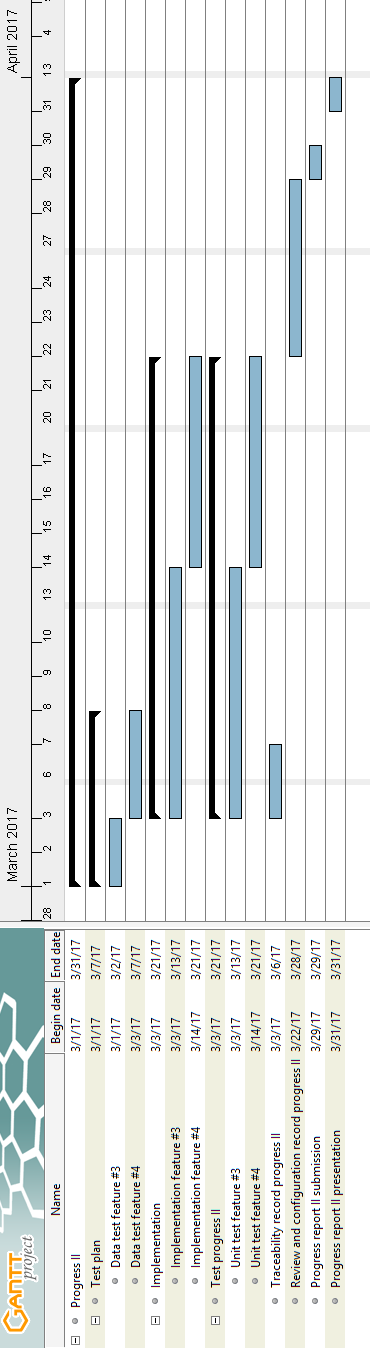 GANTT
project
Name Begin date End date
Progress II 3/1/17 3/31/17
Test plan 3/1/17 3/7/17
Data test feature #3 3/1/17 3/2/17
Data test feature #4 3/3/17 3/7/17
Implementation 3/3/17 3/21/17
Implementation feature #3 3/3/17 3/13/17
Implementation feature #4 3/14/17 3/21/17
Test progress II 3/3/17 3/21/17
Unit test feature #3 3/3/17 3/13/17
Unit test feature #4 3/14/17 3/21/17
Traceability record progress II 3/3/17 3/6/17
Review and configuration record progress II 3/22/17 3/28/17
Progress report II submission 3/29/17 3/29/17
Progress report II presentation 3/31/17 3/31/17
March 2017 April 2017
28 1 2 3 6 7 8 9 10 13 14 15 16 17 20 21 22 23 24 27 28 29 30 31 13 4